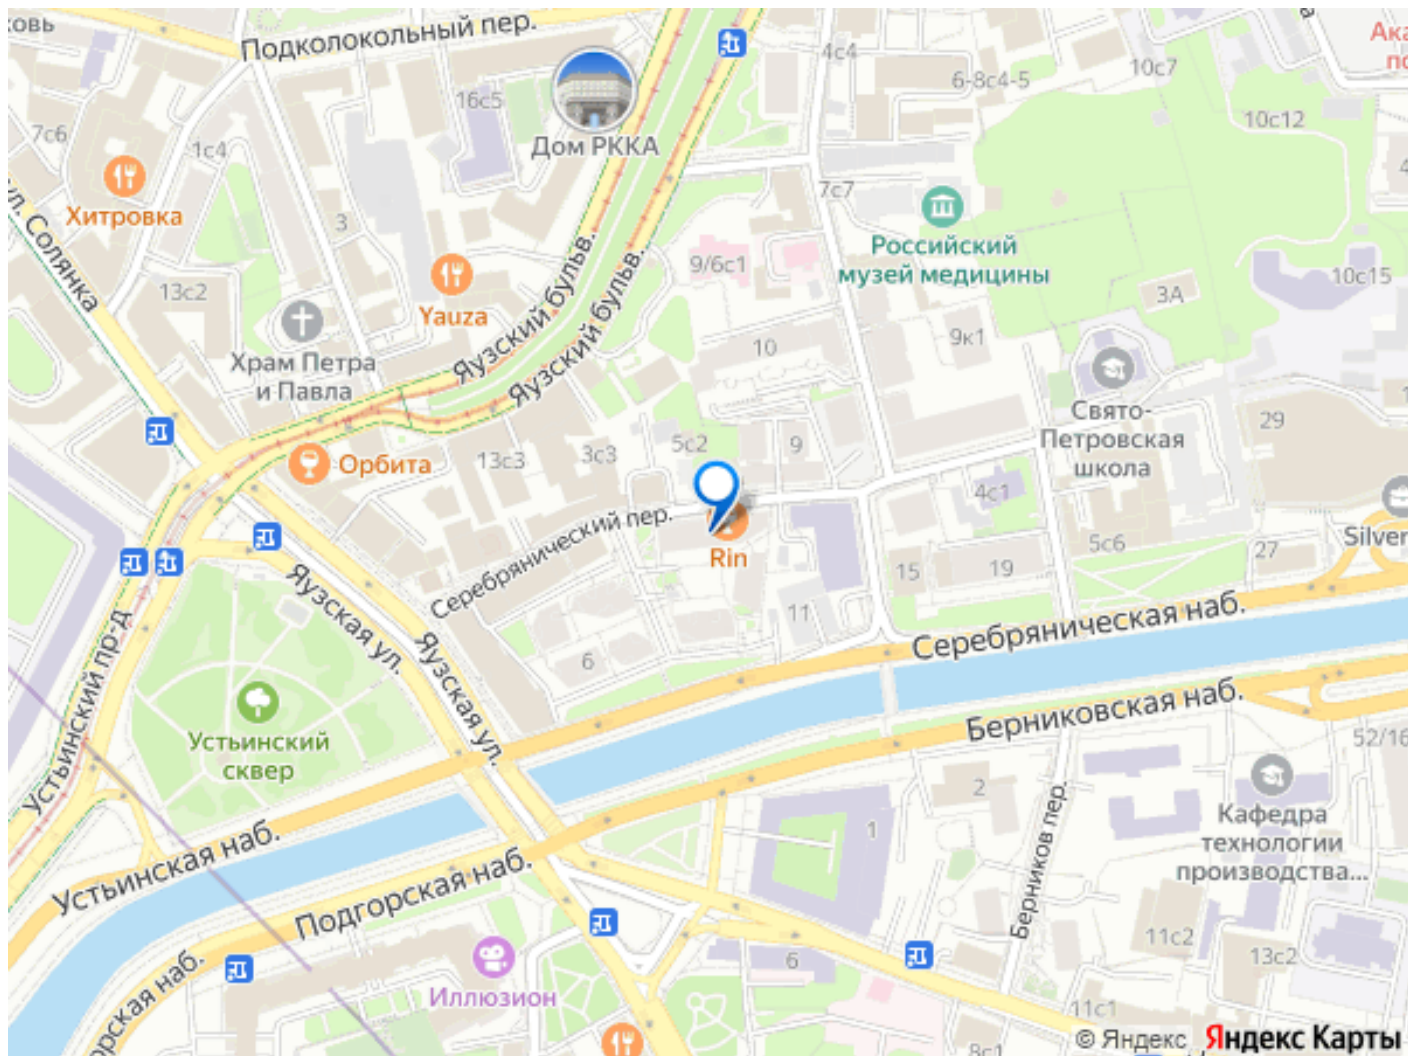 Подколокольный пер.
4с4
6-8с4-5
10с7
16с5
Дом РККА
10с12
7с6
1с4
Хитровка
3
7с7
Российский
музей медицины
ул. Солянка
Yauza
9/6с1
3А
10с15
13с2
Храм Петра
и Павла
Яузский бульв.
Яузский бульв.
10
9к1
Свято-
Петровская
школа
29
Орбита
13с3
3с3
5с2
9
4с1
Серебрянический пер.
Rin
5с6
27
Silver
15
19
11
6
Яузская ул.
Яузская ул.
Серебряническая наб.
Берниковская наб.
Устьинский пр-д
Устьинский
сквер
52/16
2
1
Кафедра
технологии
производства...
Берников пер.
Устьинская наб.
Подгорская наб.
11с2
13с2
6
Иллюзион
11с1
8с1
© Яндекс Яндекс Карты